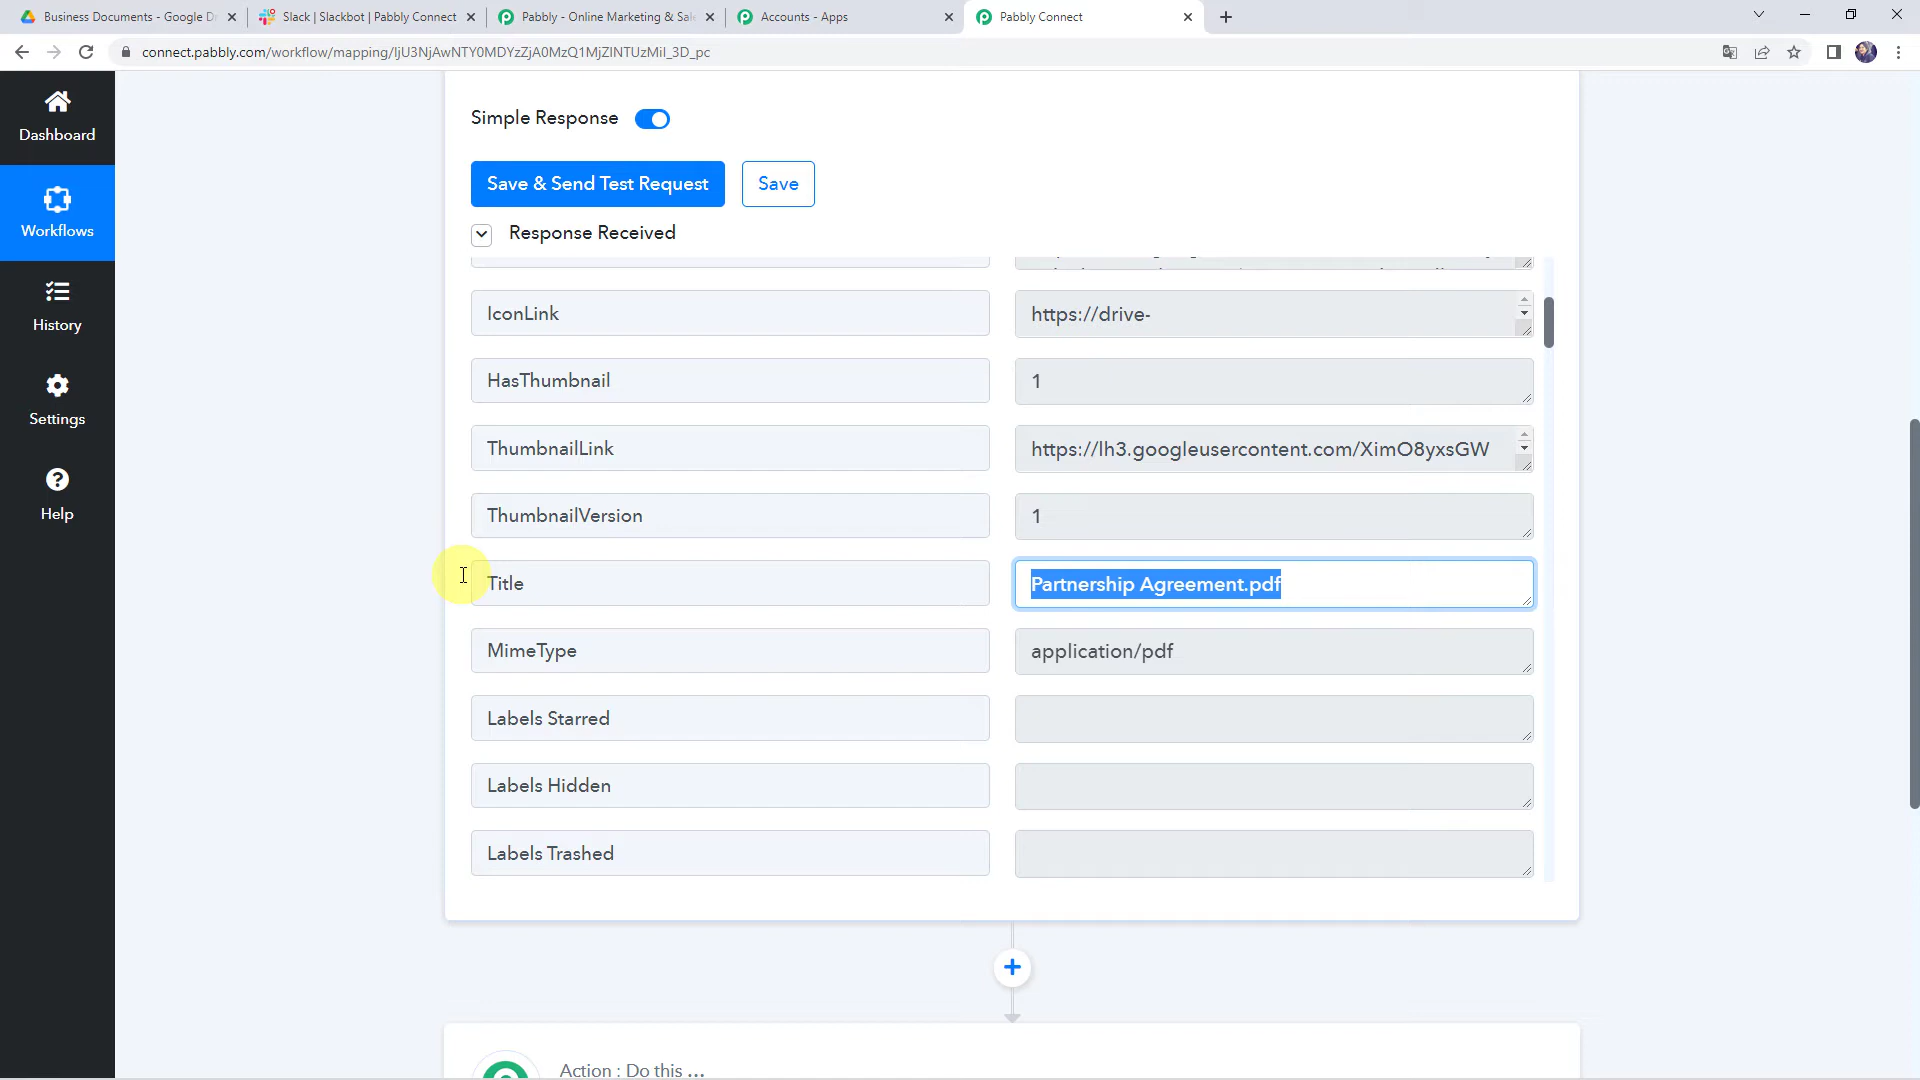 Business Documents - Google Dr
Slack | Slackbot | Pabbly Connect
Pabbly - Online Marketing & Sale
Accounts - Apps
Pabbly Connect
connect.pabbly.com/workflow/mapping/IjU3NjAwNTY0MDYzZjA0MzQ1MjZlNTUzMiI_3D_pc
Dashboard
Workflows
History
Settings
Help
Simple Response
Save & Send Test Request
Save
Response Received
IconLink
https://drive-
HasThumbnail
1
ThumbnailLink
https://lh3.googleusercontent.com/XimO8yxsGW
ThumbnailVersion
1
Title
Partnership Agreement.pdf
MimeType
application/pdf
Labels Starred
Labels Hidden
Labels Trashed
Action : Do this ...